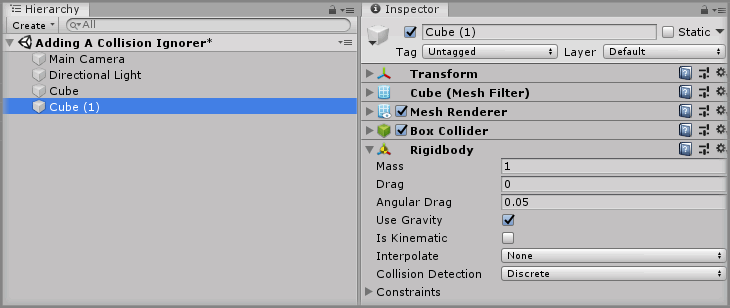 Hierarchy
Create All
Adding A Collision Ignorer*
Main Camera
Directional Light
Cube
Cube (1)
Inspector
Cube (1) Static
Tag Untagged Layer Default
Transform
Cube (Mesh Filter)
Mesh Renderer
Box Collider
Rigidbody
Mass 1
Drag 0
Angular Drag 0.05
Use Gravity
Is Kinematic
Interpolate None
Collision Detection Discrete
Constraints